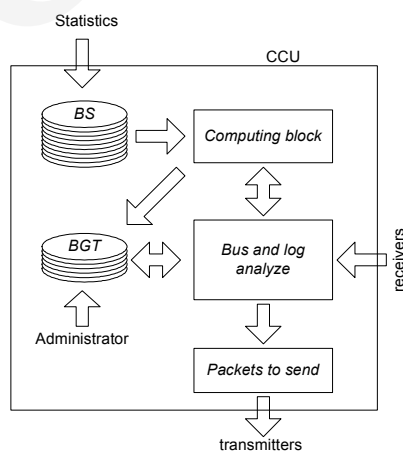 Statistics
CCU
BS
Computing block
BGT
Bus and log
analyze
receivers
Administrator
Packets to send
transmitters